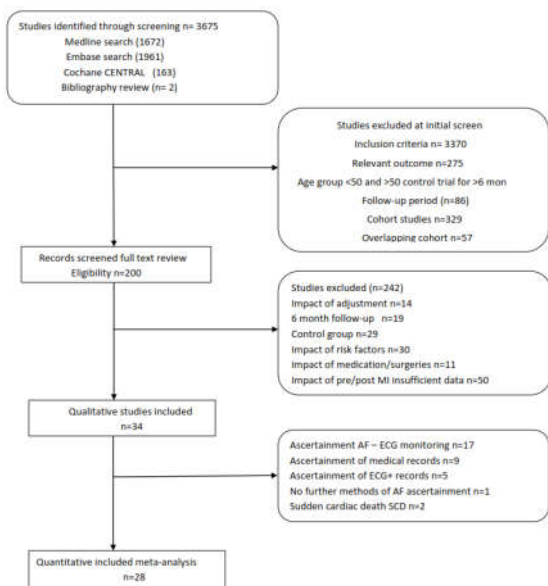 Studies identified through screening n= 3675
Medline search (1672)
Embase search (1961)
Cochane CENTRAL (163)
Bibliography review (n= 2)
Studies excluded at initial screen
Inclusion criteria n= 3370
Relevant outcome n=275
Age group <50 and >50 control trial for >6 mon
Follow-up period (n=86)
Cohort studies n=329
Overlapping cohort n=57
Records screened full text review
Eligibility n=200
Studies excluded (n=242)
Impact of adjustment n=14
6 month follow-up n=19
Control group n=29
Impact of risk factors n=30
Impact of medication/surgeries n=11
Impact of pre/post MI insufficient data n=50
Qualitative studies included
n=34
Ascertainment AF – ECG monitoring n=17
Ascertainment of medical records n=9
Ascertainment of ECG+ records n=5
No further methods of AF ascertainment n=1
Sudden cardiac death SCD n=2
Quantitative included meta-analysis
n=28